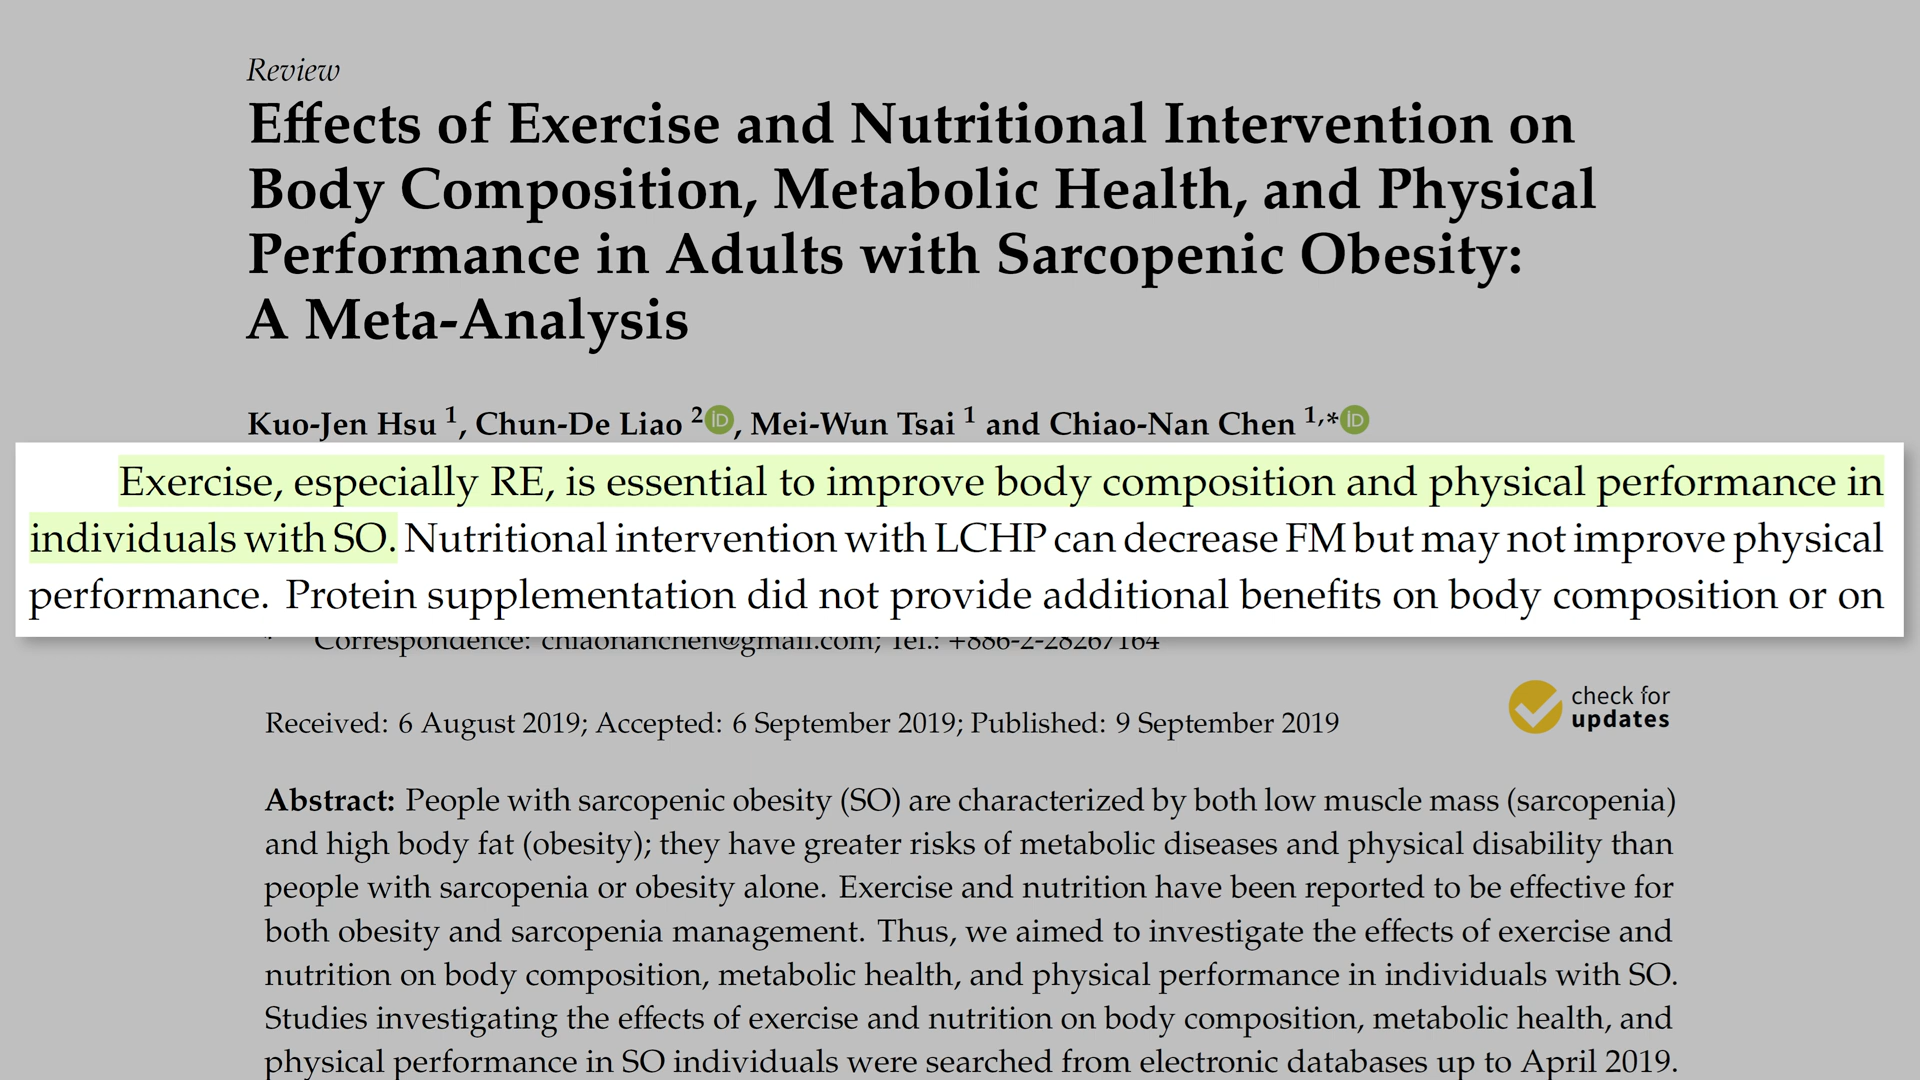 Review
Effects of Exercise and Nutritional Intervention on
Body Composition, Metabolic Health, and Physical
Performance in Adults with Sarcopenic Obesity:
A Meta-Analysis
Kuo-Jen Hsu 1, Chun-De Liao 2 iD, Mei-Wun Tsai 1 and Chiao-Nan Chen 1,* iD
Exercise, especially RE, is essential to improve body composition and physical performance in
individuals with SO. Nutritional intervention with LCHP can decrease FM but may not improve physical
performance. Protein supplementation did not provide additional benefits on body composition or on
* Correspondence: chiaonanchen@gmail.com; Tel.: +886-2-28267164
check for
updates
Received: 6 August 2019; Accepted: 6 September 2019; Published: 9 September 2019
Abstract: People with sarcopenic obesity (SO) are characterized by both low muscle mass (sarcopenia)
and high body fat (obesity); they have greater risks of metabolic diseases and physical disability than
people with sarcopenia or obesity alone. Exercise and nutrition have been reported to be effective for
both obesity and sarcopenia management. Thus, we aimed to investigate the effects of exercise and
nutrition on body composition, metabolic health, and physical performance in individuals with SO.
Studies investigating the effects of exercise and nutrition on body composition, metabolic health, and
physical performance in SO individuals were searched from electronic databases up to April 2019.